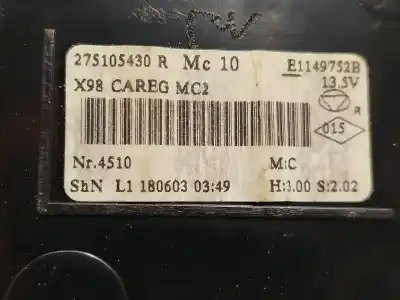 275105430 R Mc 10 E1149752B
X98 CAREG MC2 13.5V
R
015
Nr.4510 M:C
ShN L1 180603 03:49 H:3.00 S:2.02